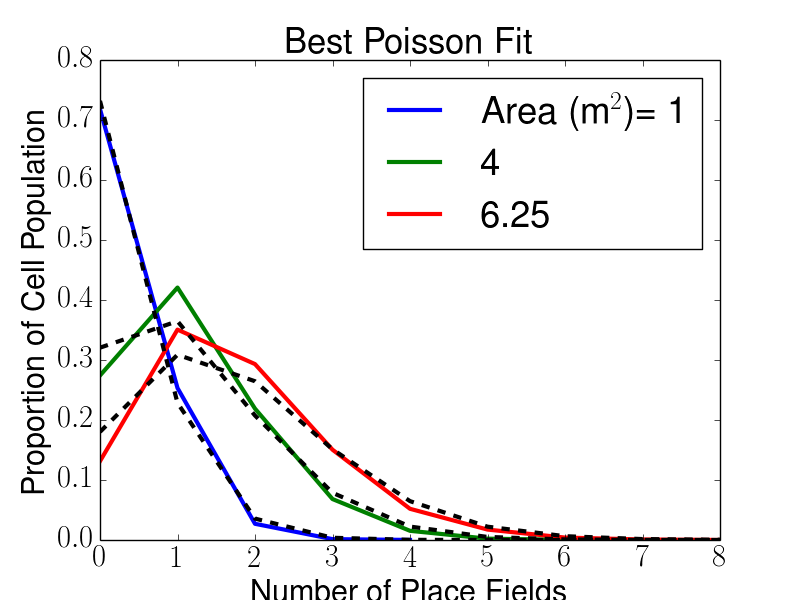 Best Poisson Fit
Area (m²)= 1
4
6.25
Proportion of Cell Population
0.8
0.7
0.6
0.5
0.4
0.3
0.2
0.1
0.0
0 1 2 3 4 5 6 7 8
Number of Place Fields